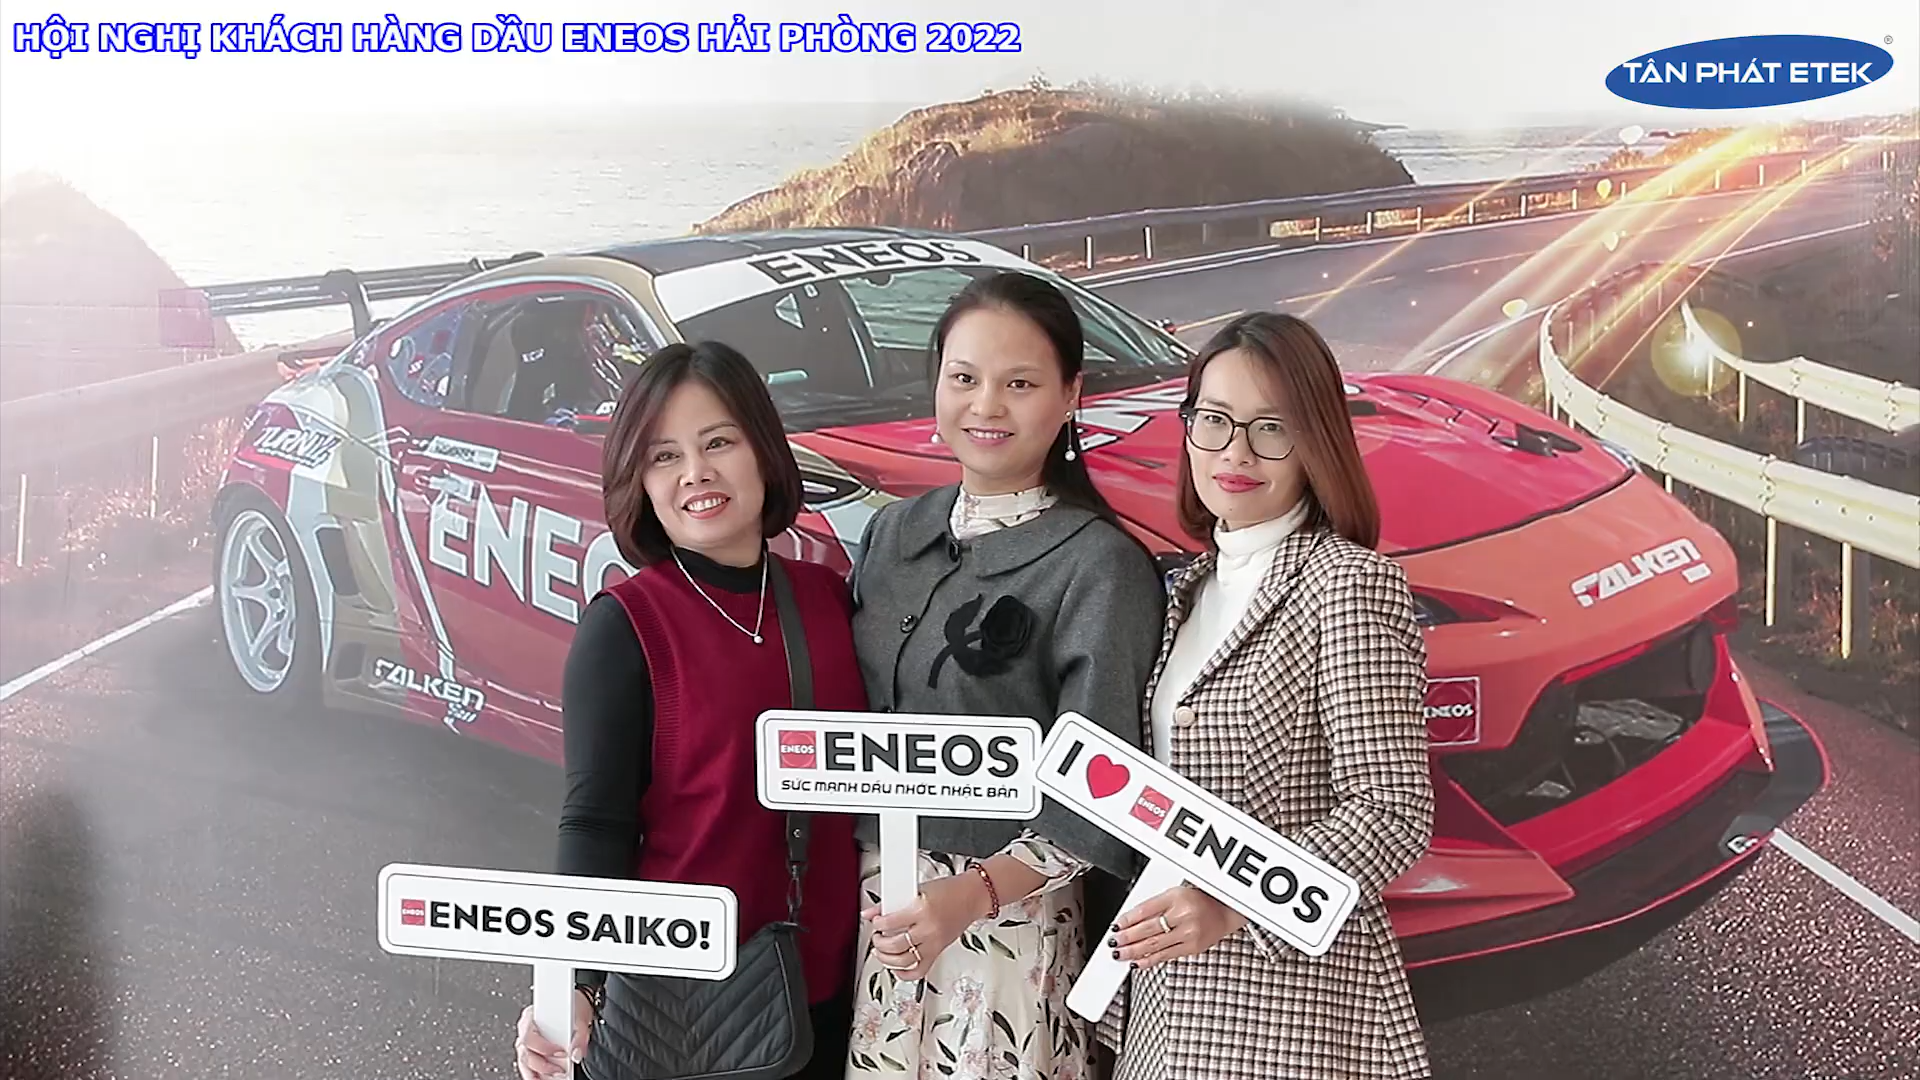 HỘI NGHỊ KHÁCH HÀNG DẦU ENEOS HẢI PHÒNG 2022
TÂN PHÁT ETEK
ENEOS
ENEOS
FALKEN
FALKEN
ENEOS
ENEOS ENEOS
SỨC MẠNH DẦU NHỚT NHẬT BẢN
I ❤ ENEOS ENEOS
ENEOS ENEOS SAIKO!